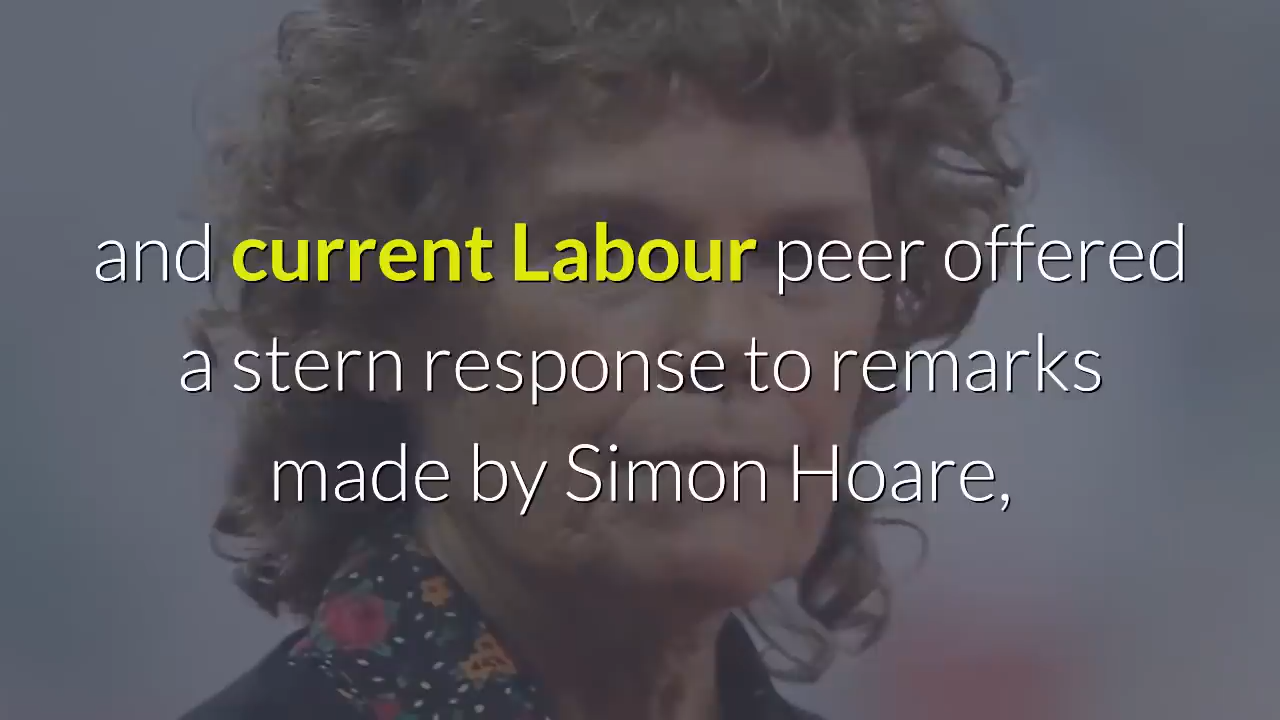 and current Labour peer offered
a stern response to remarks
made by Simon Hoare,